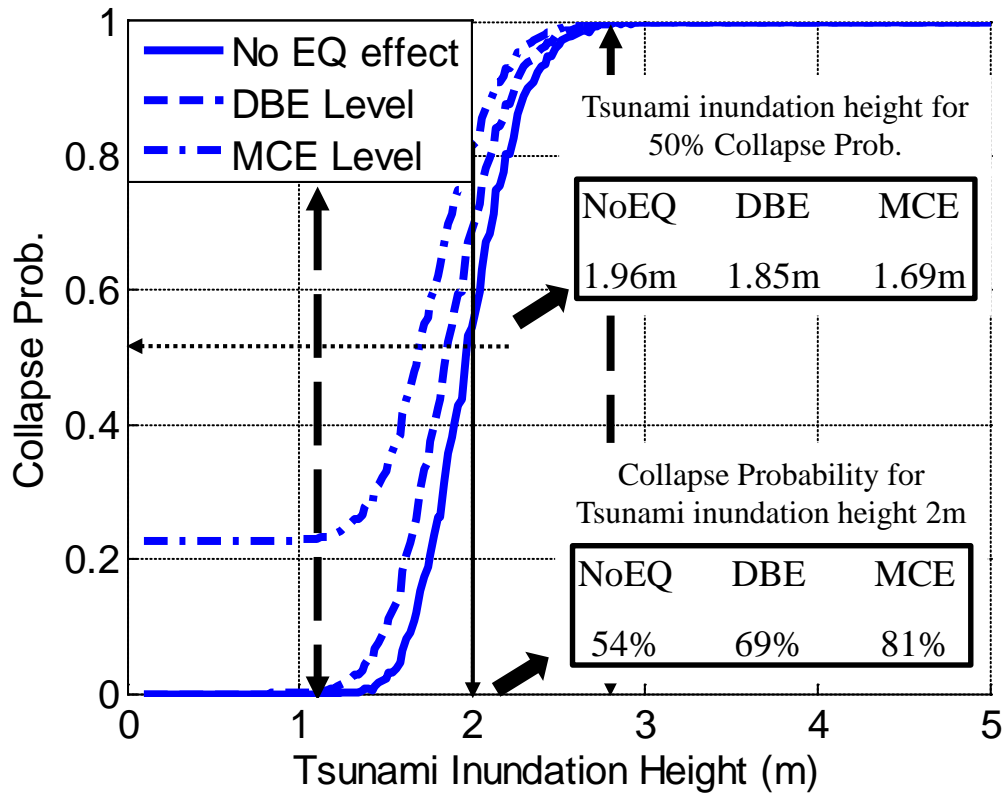 1
No EQ effect
DBE Level
MCE Level
0.8
0.6
0.4
0.2
0
Collapse Prob.
Tsunami inundation height for
50% Collapse Prob.
NoEQ DBE MCE
1.96m 1.85m 1.69m
Collapse Probability for
Tsunami inundation height 2m
NoEQ DBE MCE
54% 69% 81%
0 1 2 3 4 5
Tsunami Inundation Height (m)